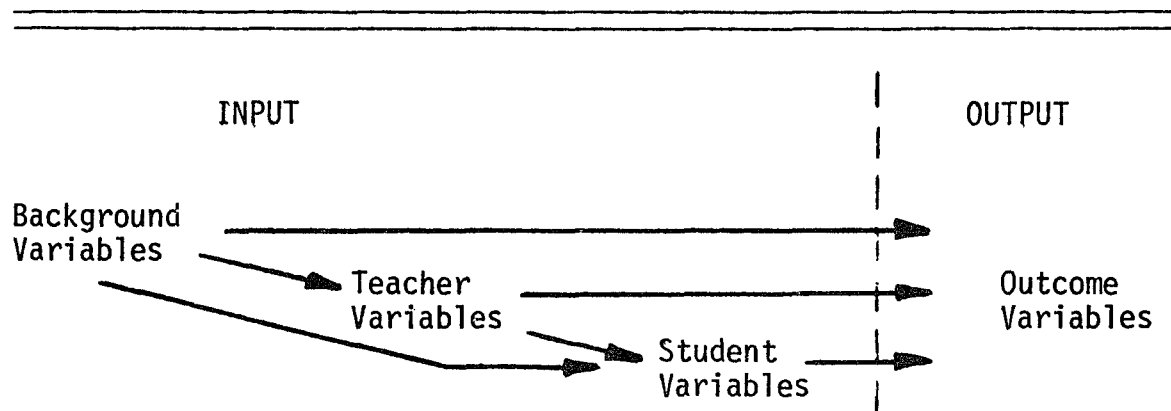 INPUT
OUTPUT
Background
Variables
Teacher
Variables
Outcome
Variables
Student
Variables